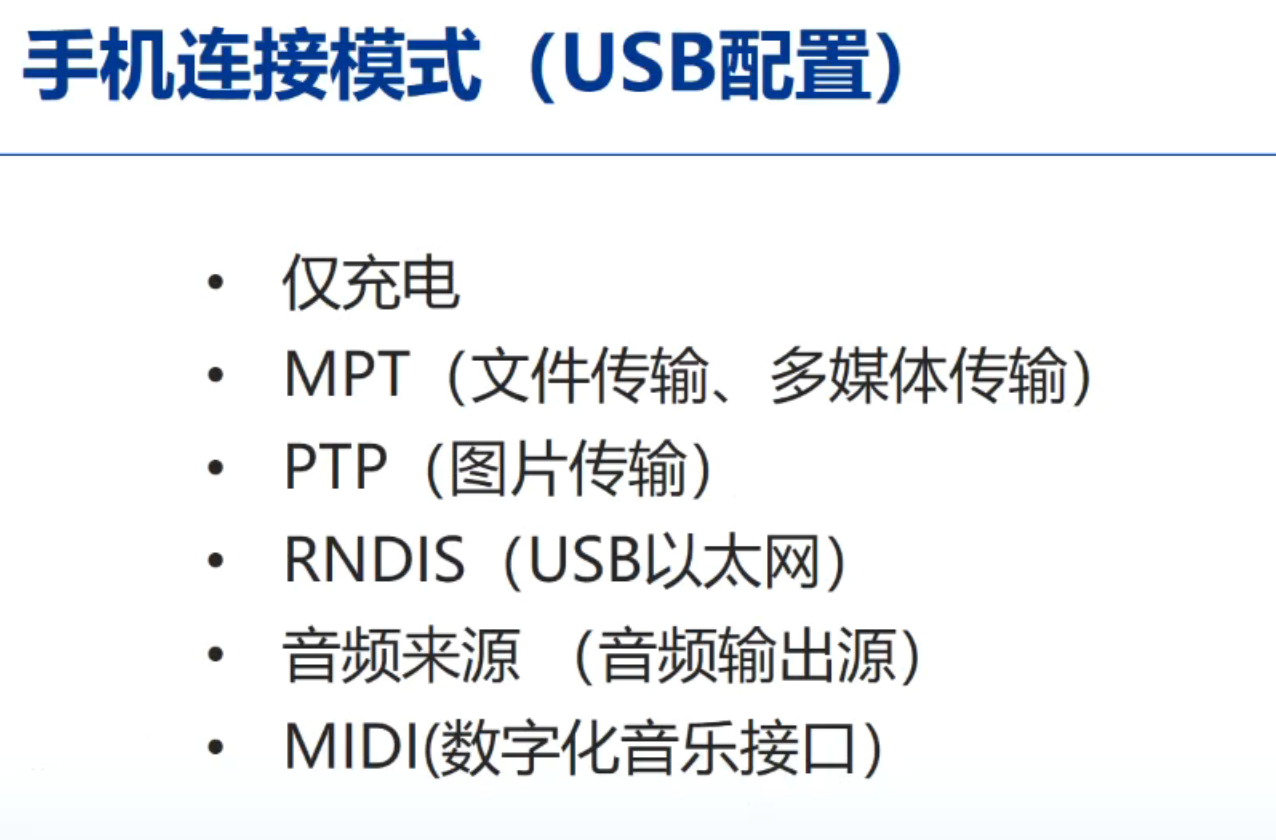 手机连接模式（USB配置）
• 仅充电
• MPT（文件传输、多媒体传输）
• PTP（图片传输）
• RNDIS（USB以太网）
• 音频来源 （音频输出源）
• MIDI(数字化音乐接口）